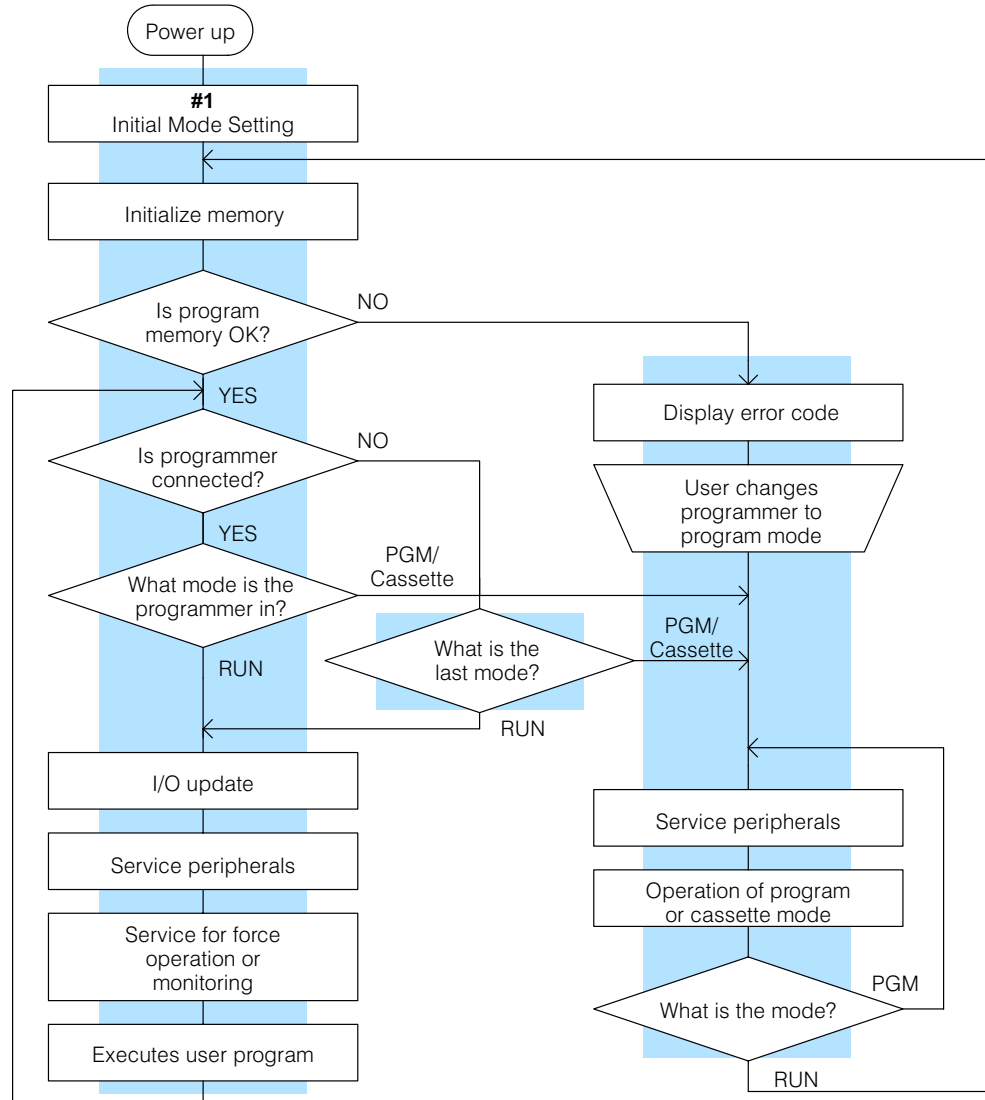 Power up
#1
Initial Mode Setting
Initialize memory
Is program
memory OK?
NO
YES
Is programmer
connected?
NO
YES
What mode is the
programmer in?
PGM/
Cassette
RUN
What is the
last mode?
PGM/
Cassette
RUN
I/O update
Service peripherals
Service for force
operation or
monitoring
Executes user program
Display error code
User changes
programmer to
program mode
Service peripherals
Operation of program
or cassette mode
What is the mode?
PGM
RUN